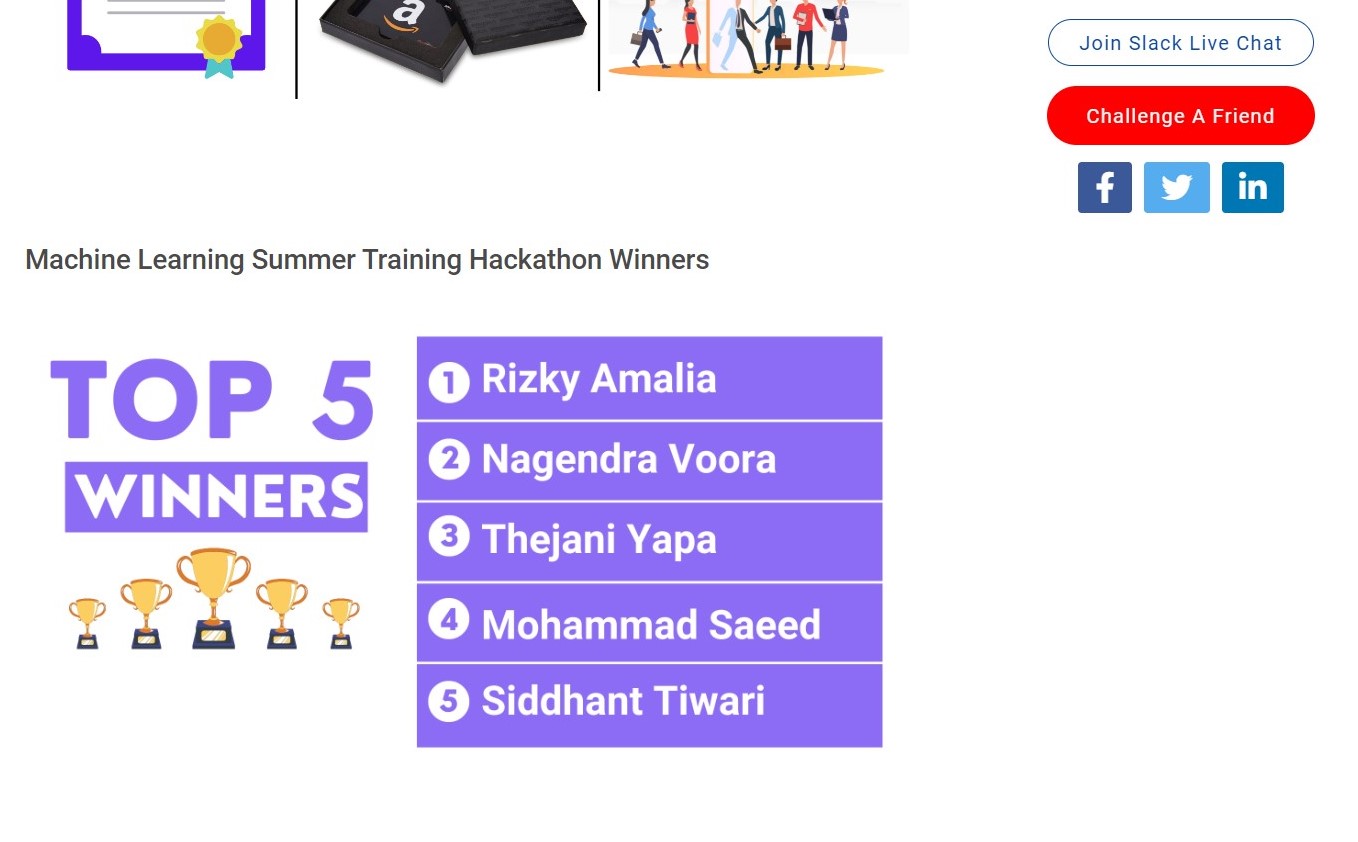 a
Join Slack Live Chat
Challenge A Friend
f
in
Machine Learning Summer Training Hackathon Winners
TOP 5
WINNERS
1 Rizky Amalia
2 Nagendra Voora
3 Thejani Yapa
4 Mohammad Saeed
5 Siddhant Tiwari